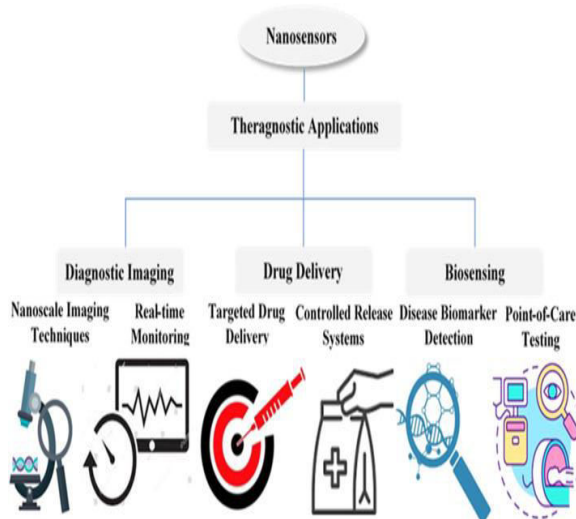 Nanosensors
Theragnostic Applications
Diagnostic Imaging
Drug Delivery
Biosensing
Nanoscale Imaging
Techniques
Real-time
Monitoring
Targeted Drug
Delivery
Controlled Release
Systems
Disease Biomarker
Detection
Point-of-Care
Testing